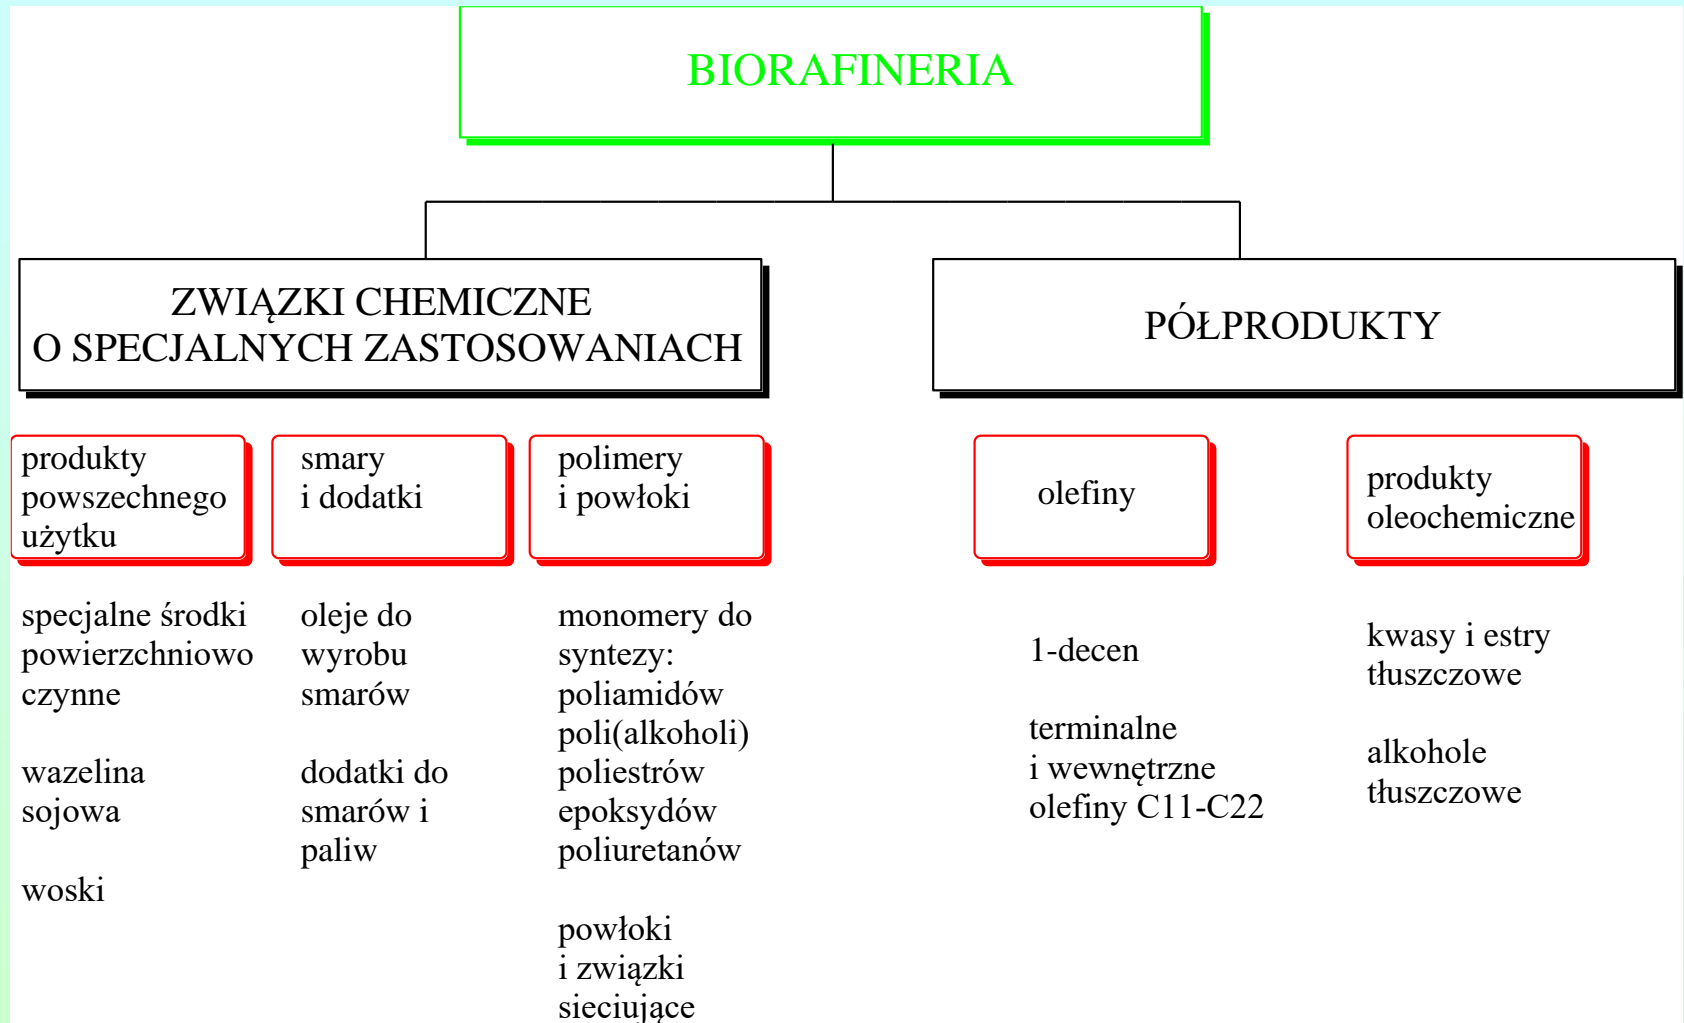 BIORAFINERIA
ZWIĄZKI CHEMICZNE
O SPECJALNYCH ZASTOSOWANIACH
PÓŁPRODUKTY
produkty
powszechnego
użytku
specjalne środki
powierzchniowo
czynne
wazelina
sojowa
woski
smary
i dodatki
oleje do
wyrobu
smarów
dodatki do
smarów i
paliw
polimery
i powłoki
monomery do
syntezy:
poliamidów
poli(alkoholi)
poliestrów
epoksydów
poliuretanów
powłoki
i związki
sieciujące
olefiny
1-decen
terminalne
i wewnętrzne
olefiny C11-C22
produkty
oleochemiczne
kwasy i estry
tłuszczowe
alkohole
tłuszczowe